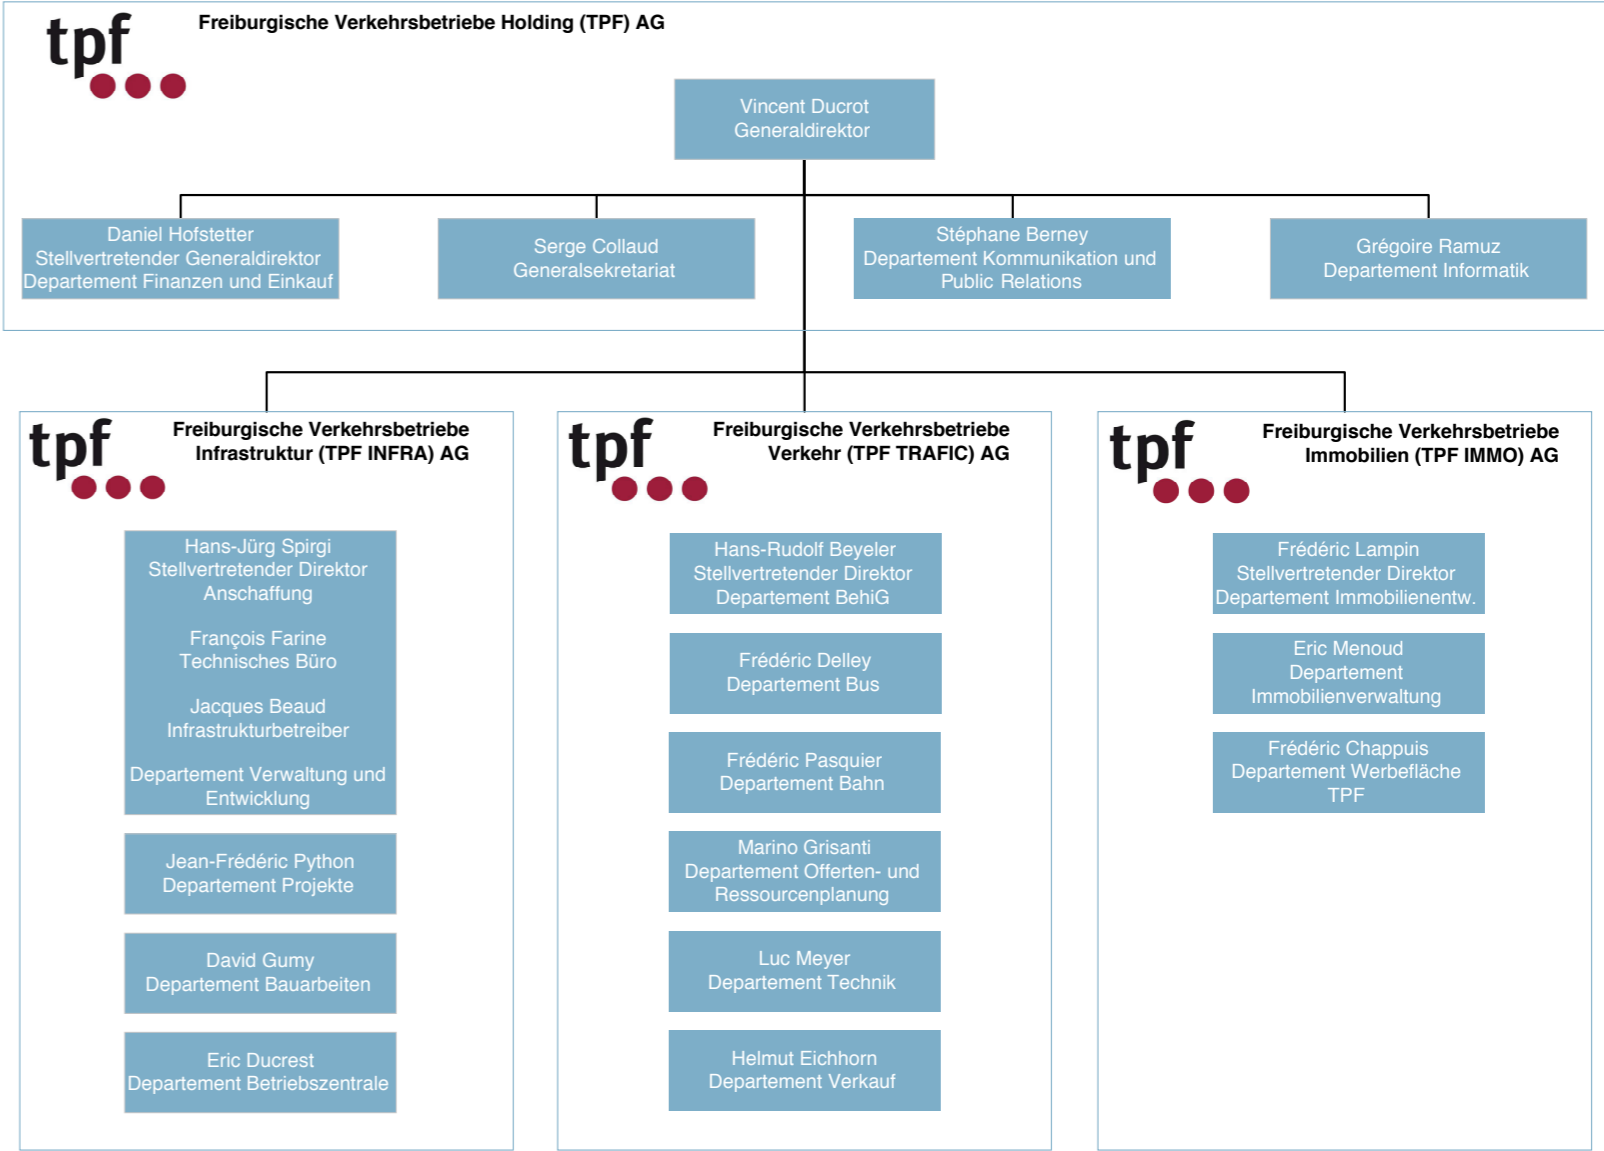 tpf
Freiburgische Verkehrsbetriebe Holding (TPF) AG
Vincent Ducrot
Generaldirektor
Daniel Hofstetter
Stellvertretender Generaldirektor
Departement Finanzen und Einkauf
Serge Collaud
Generalsekretariat
Stéphane Berney
Departement Kommunikation und
Public Relations
Grégoire Ramuz
Departement Informatik
tpf
Freiburgische Verkehrsbetriebe
Infrastruktur (TPF INFRA) AG
Hans-Jürg Spirgi
Stellvertretender Direktor
Anschaffung
François Farine
Technisches Büro
Jacques Beaud
Infrastrukturbetreiber
Departement Verwaltung und
Entwicklung
Jean-Frédéric Python
Departement Projekte
David Gumy
Departement Bauarbeiten
Eric Ducrest
Departement Betriebszentrale
tpf
Freiburgische Verkehrsbetriebe
Verkehr (TPF TRAFIC) AG
Hans-Rudolf Beyeler
Stellvertretender Direktor
Departement BehiG
Frédéric Delley
Departement Bus
Frédéric Pasquier
Departement Bahn
Marino Grisanti
Departement Offerten- und
Ressourcenplanung
Luc Meyer
Departement Technik
Helmut Eichhorn
Departement Verkauf
tpf
Freiburgische Verkehrsbetriebe
Immobilien (TPF IMMO) AG
Frédéric Lampin
Stellvertretender Direktor
Departement Immobilienentw.
Eric Menoud
Departement
Immobilienverwaltung
Frédéric Chappuis
Departement Werbefläche
TPF